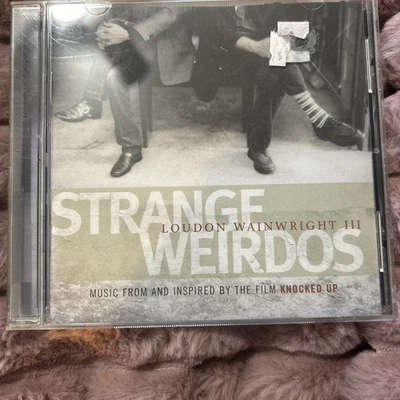 STRANGE
LOUDON WAINWRIGHT III
WEIRDOS
MUSIC FROM AND INSPIRED BY THE FILM KNOCKED UP